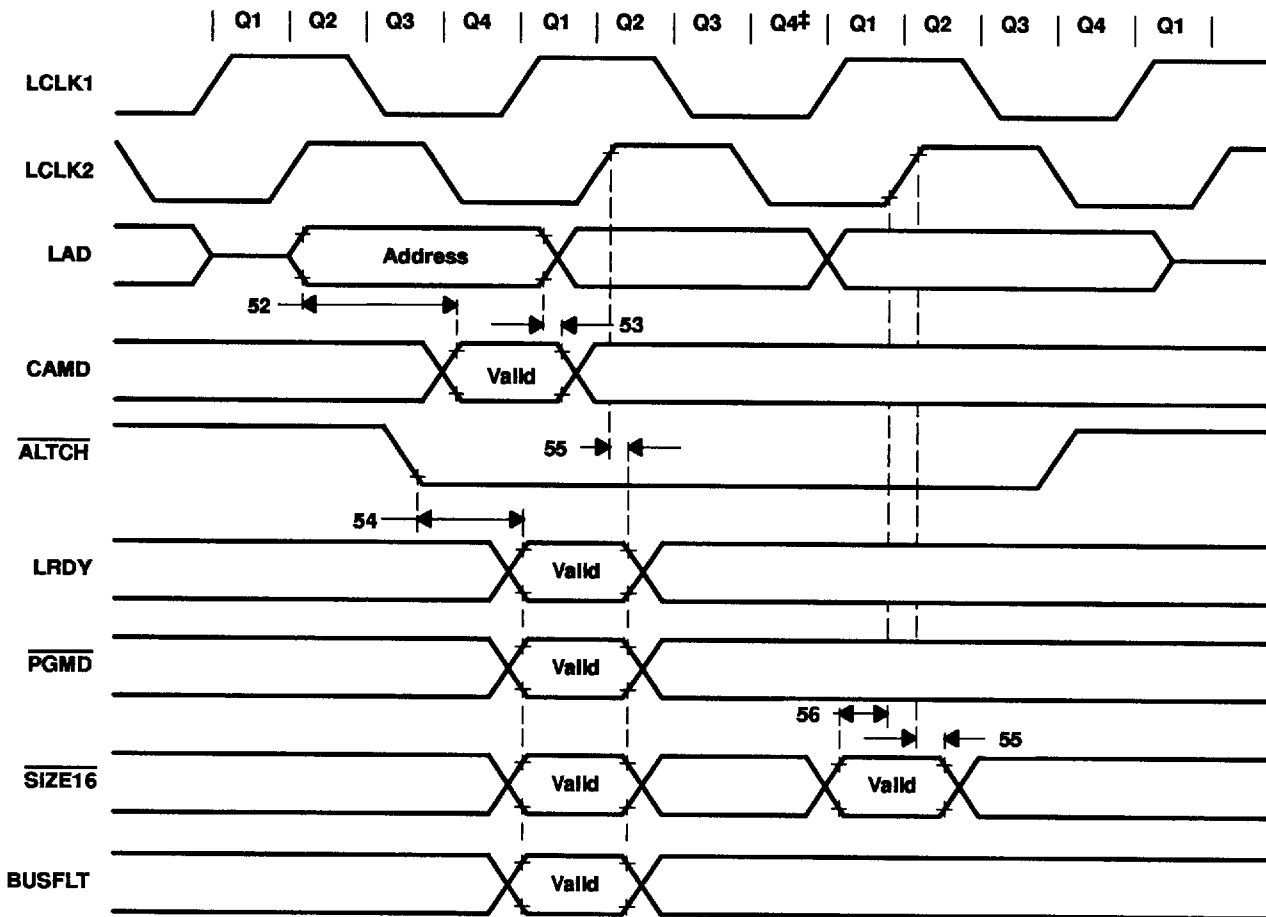 Q1 Q2 Q3 Q4 Q1 Q2 Q3 Q4‡ Q1 Q2 Q3 Q4 Q1
LCLK1
LCLK2
LAD Address
52
53
CAMD Valid
ALTCH
55
54
LRDY Valid
PGMD Valid
56
55
SIZE16 Valid Valid
BUSFLT Valid